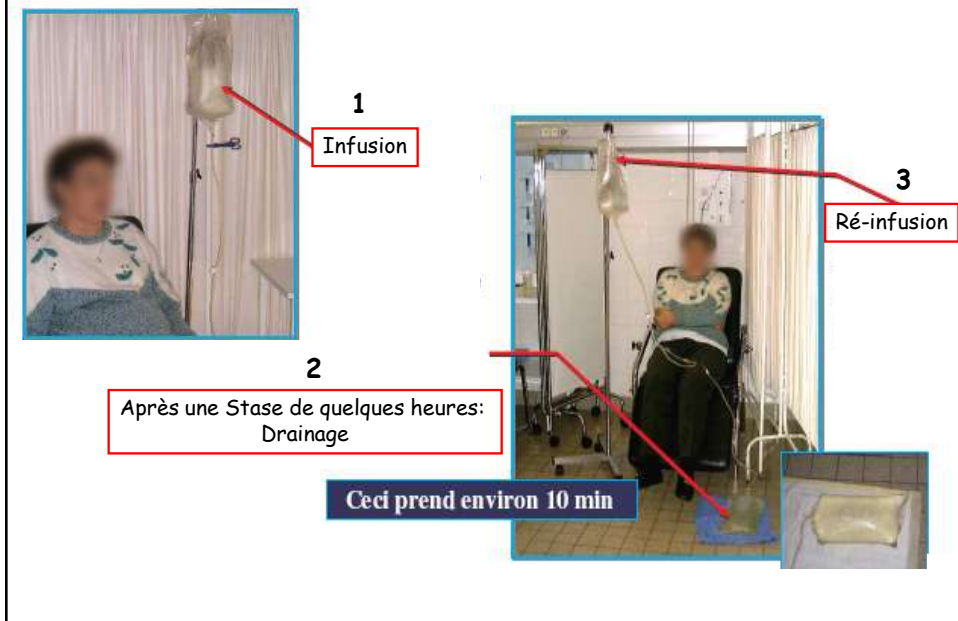 1
Infusion
2
Après une Stase de quelques heures:
Drainage
Ceci prend environ 10 min
3
Ré-infusion